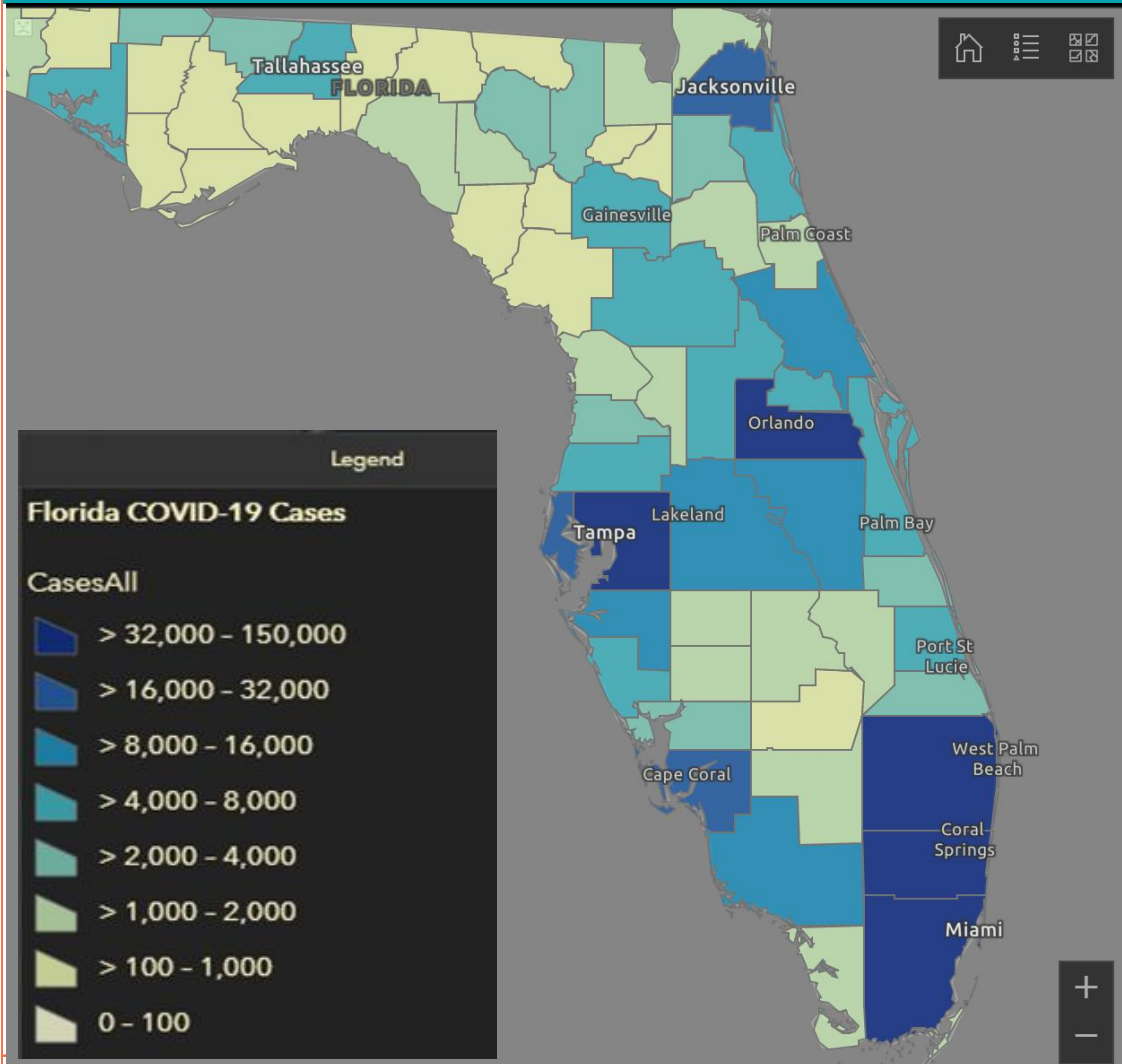 Tallahassee
FLORIDA
Jacksonville
Gainesville
Palm Coast
Orlando
Lakeland
Tampa
Palm Bay
Port St
Lucie
West Palm
Beach
Cape Coral
Coral
Springs
Miami
Legend
Florida COVID-19 Cases
CasesAll
> 32,000 – 150,000
> 16,000 – 32,000
> 8,000 – 16,000
> 4,000 – 8,000
> 2,000 – 4,000
> 1,000 – 2,000
> 100 – 1,000
0 – 100